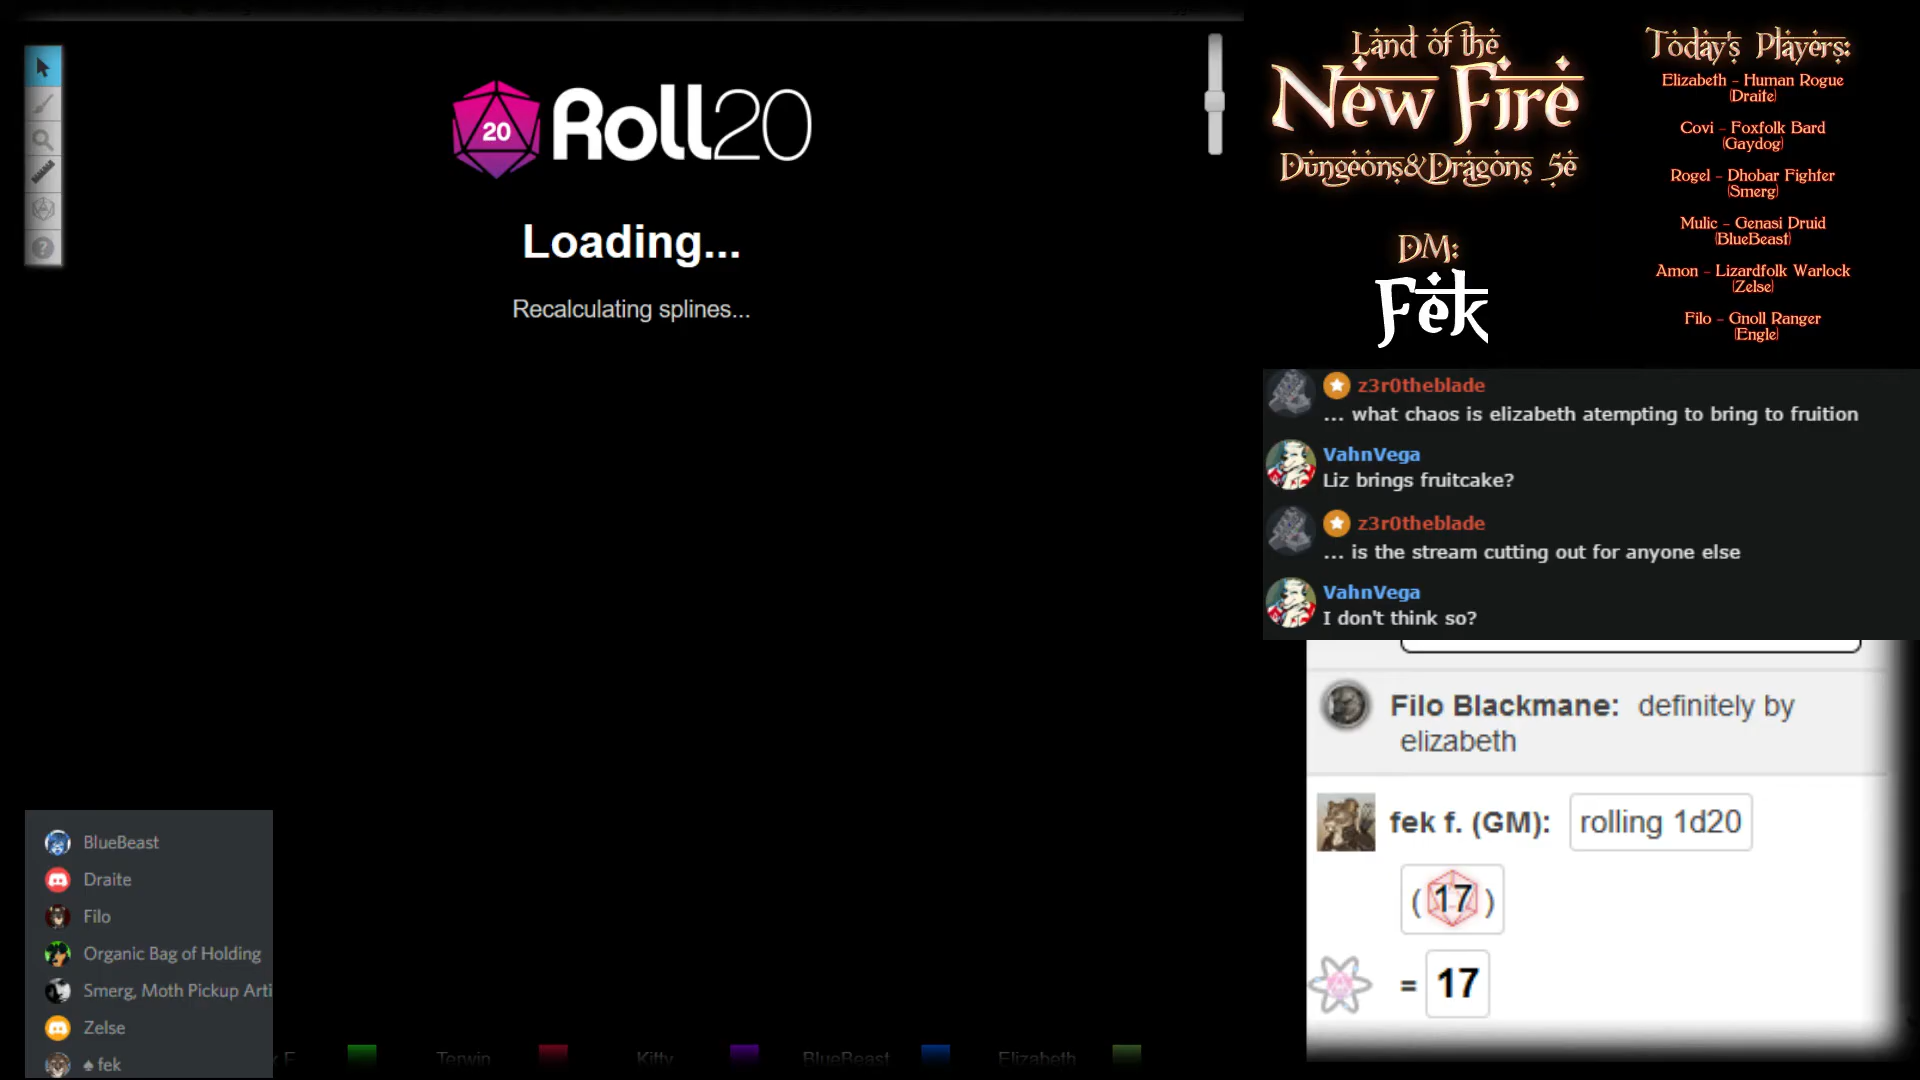 20 Roll20
Loading...
Recalculating splines...
Land of the
New Fire
Dungeons&Dragons 5e
DM:
Fek
Today's Players:
Elizabeth - Human Rogue
(Draite)
Covi - Foxfolk Bard
(Gaydog)
Rogel - Dhobar Fighter
(Smerg)
Mulic - Genasi Druid
(BlueBeast)
Amon - Lizardfolk Warlock
(Zelse)
Filo - Gnoll Ranger
(Engle)
z3r0theblade
... what chaos is elizabeth atempting to bring to fruition
VahnVega
Liz brings fruitcake?
z3r0theblade
... is the stream cutting out for anyone else
VahnVega
I don't think so?
Filo Blackmane: definitely by
elizabeth
fek f. (GM): rolling 1d20
(17)
= 17
BlueBeast
Draite
Filo
Organic Bag of Holding
Smerg, Moth Pickup Arti
Zelse
♠ fek
Terwin
Kitty
BlueBeast
Elizabeth